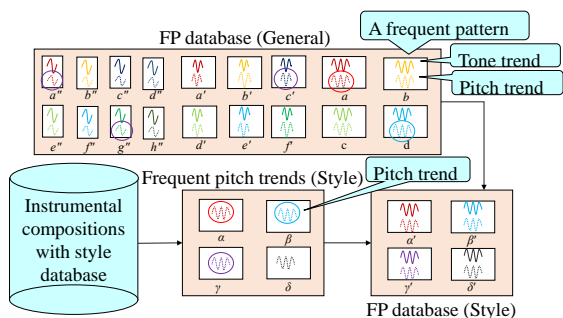 A frequent pattern
FP database (General)
Tone trend
Pitch trend
a'' b'' c'' d'' a' b' c' a b
e'' f'' g'' h'' d' e' f' c d
Frequent pitch trends (Style)
Pitch trend
Instrumental
compositions
with style
database
α β
γ δ
α' β'
γ' δ'
FP database (Style)